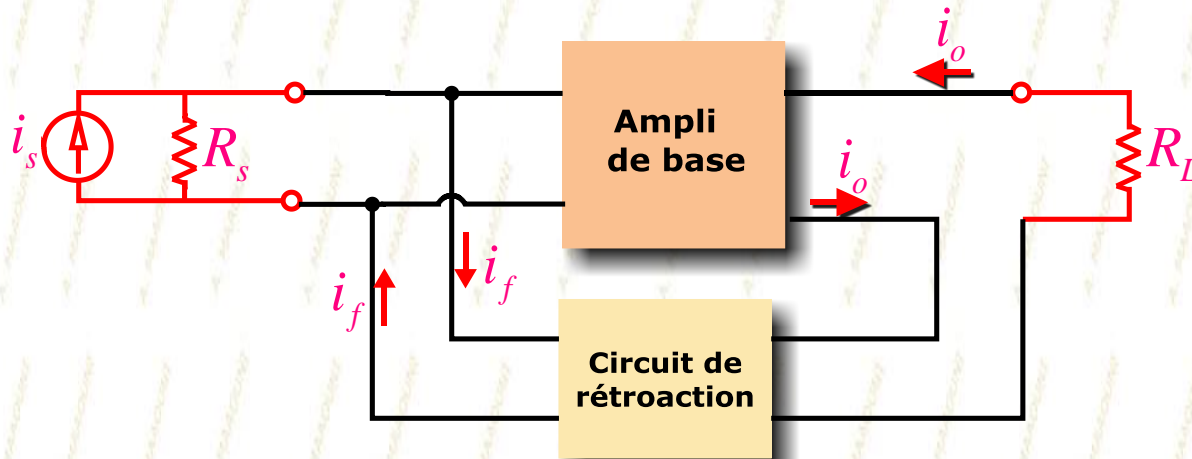 i_o
Ampli
de base
i_s
R_s
i_o
R_L
i_f
i_f
Circuit de
rétroaction